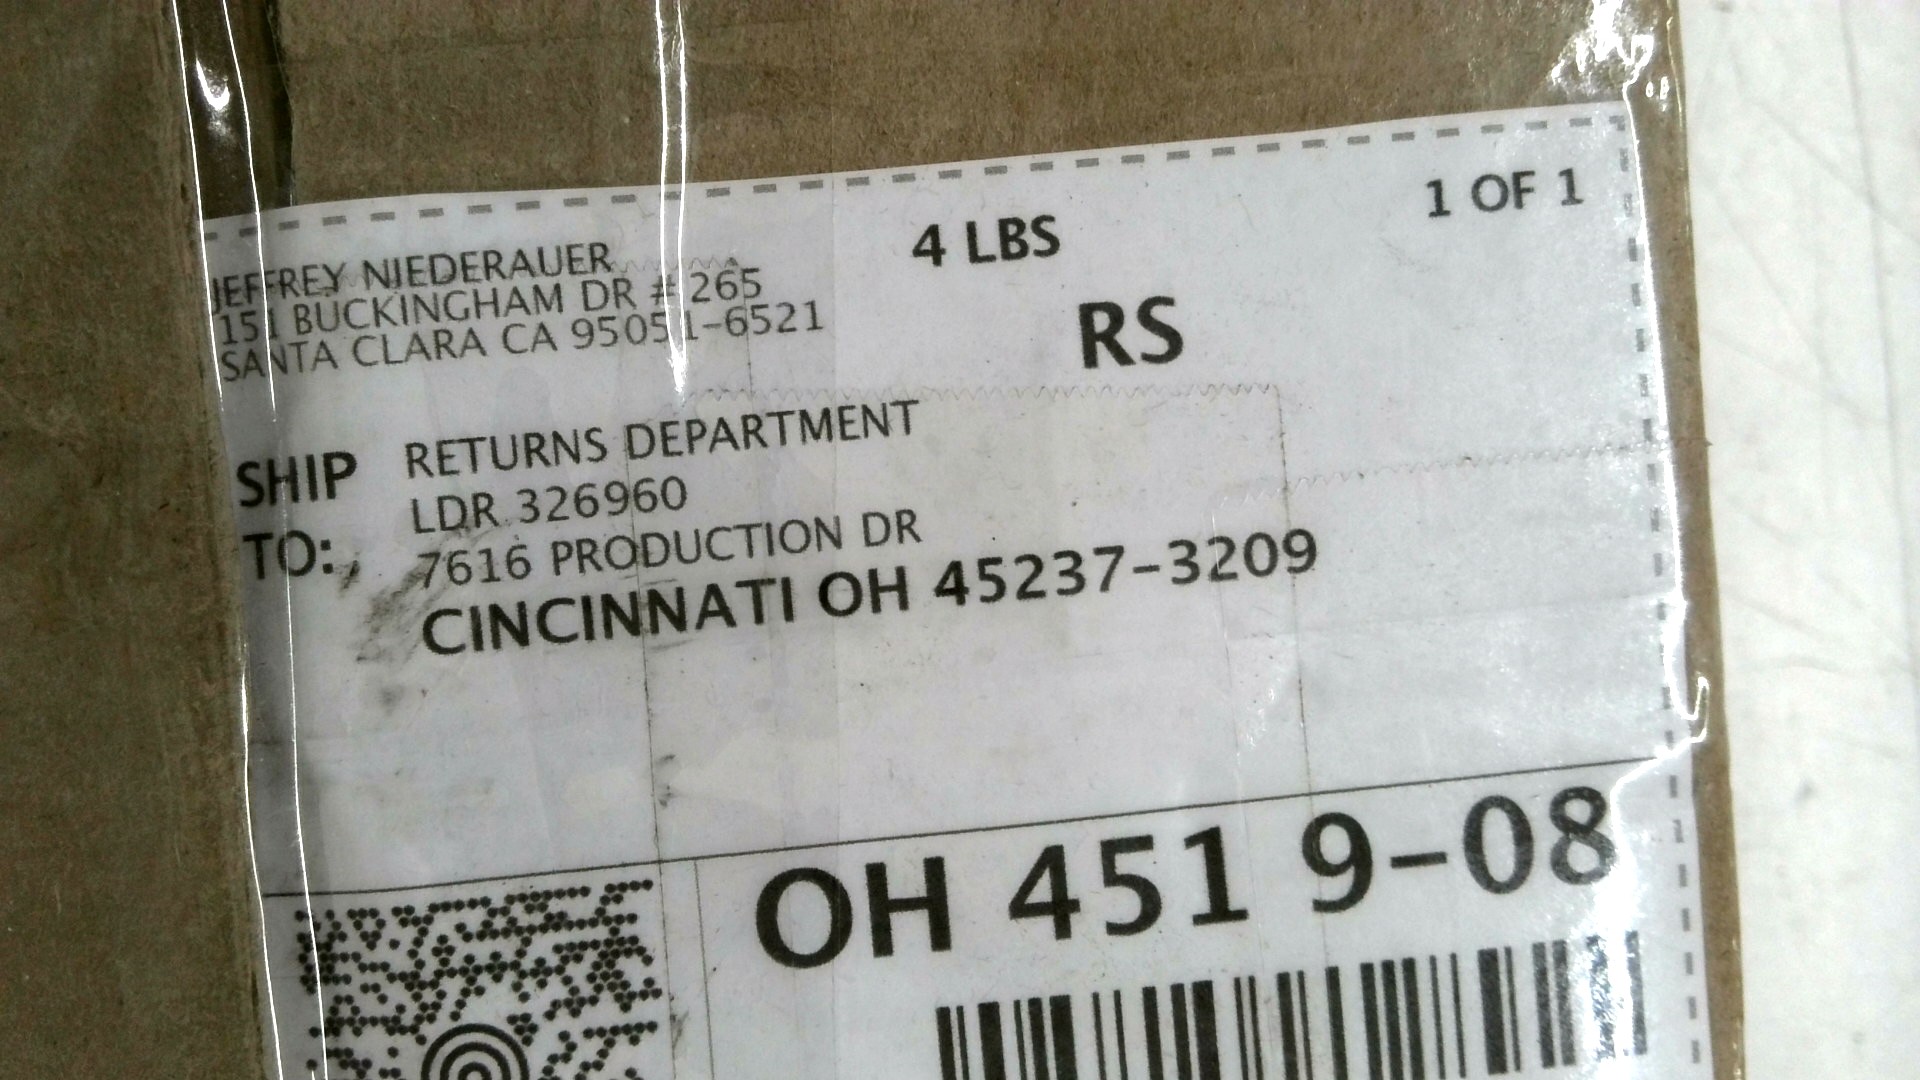 JEFFREY NIEDERAUER
151 BUCKINGHAM DR # 265
SANTA CLARA CA 95051-6521
4 LBS
1 OF 1
RS
SHIP TO:
RETURNS DEPARTMENT
LDR 326960
7616 PRODUCTION DR
CINCINNATI OH 45237-3209
OH 451 9-08